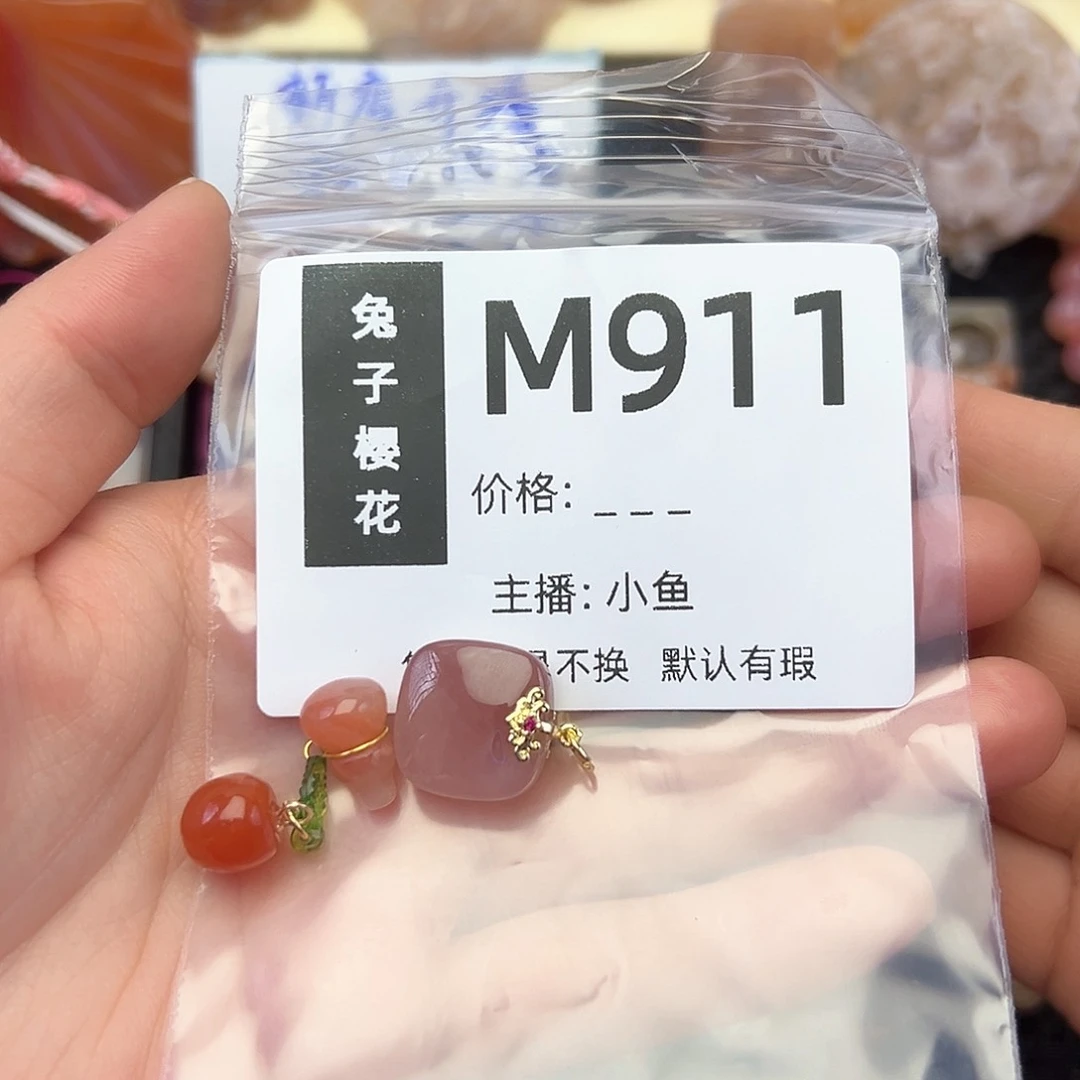 兔子樱花
M911
价格: _ _ _
主播: 小鱼
不换 默认有瑕